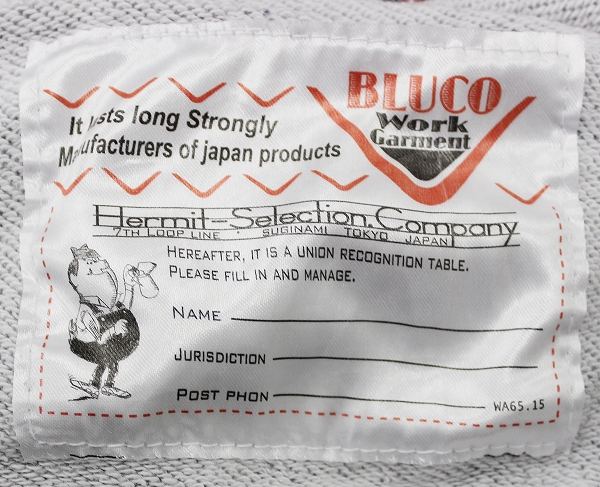 BLUCO
Work
Garment
It lasts long Strongly
Manufacturers of japan products
Hermit-Selection.Company
7TH LOOP LINE SUGINAMI TOKYO JAPAN
HEREAFTER, IT IS A UNION RECOGNITION TABLE.
PLEASE FILL IN AND MANAGE.
NAME
JURISDICTION
POST PHON
WA65.15